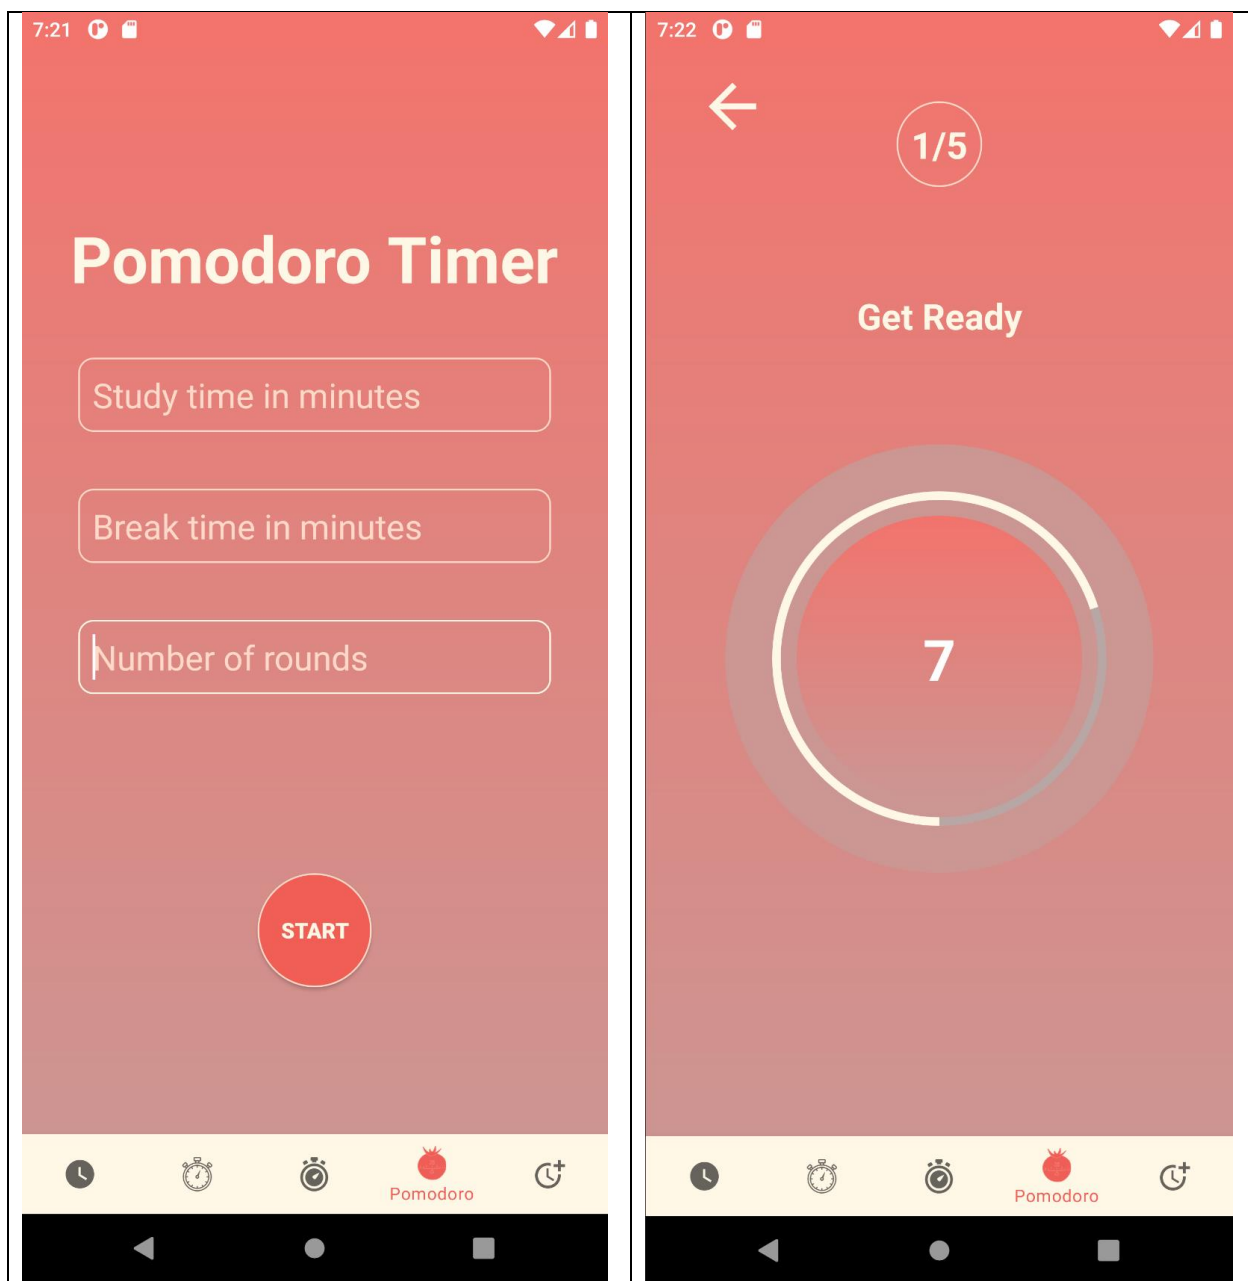 7:21
Pomodoro Timer
Study time in minutes
Break time in minutes
Number of rounds
START
Pomodoro
7:22
1/5
Get Ready
7
Pomodoro